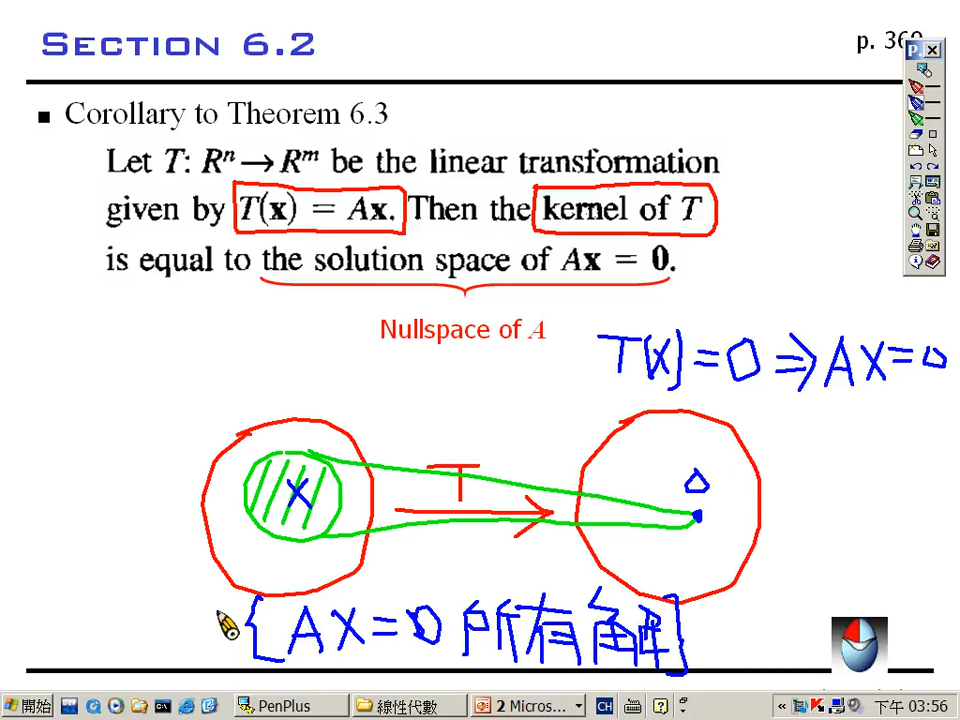 SECTION 6.2
Corollary to Theorem 6.3
Let T: Rⁿ → Rᵐ be the linear transformation
given by T(x) = Ax. Then the kernel of T
is equal to the solution space of Ax = 0.
Nullspace of A
T(X) = 0 ⇒ AX = 0
T
X
0
{ AX = 0 所有解 }
開始
PenPlus
線性代數
2 Micros...
CH
«
下午 03:56